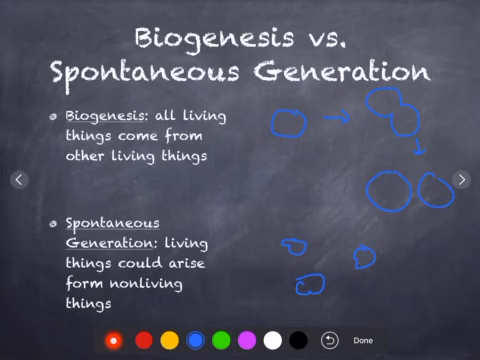 Biogenesis vs.
Spontaneous Generation
Biogenesis: all living
things come from
other living things
Spontaneous
Generation: living
things could arise
form nonliving
things
Done